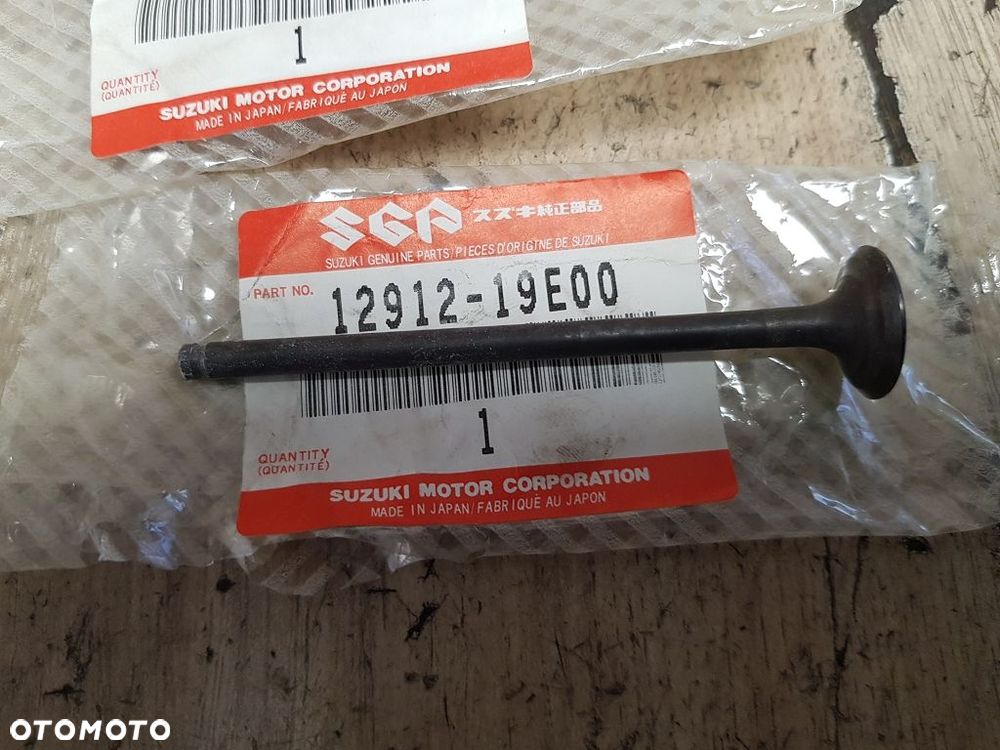 1
QUANTITY
(QUANTITÉ)
SUZUKI MOTOR CORPORATION
MADE IN JAPAN/FABRIQUÉ AU JAPON
SGP スズキ純正部品
SUZUKI GENUINE PARTS/PIECES D'ORIGINE DE SUZUKI
PART NO. 12912-19E00
1
QUANTITY
(QUANTITÉ)
SUZUKI MOTOR CORPORATION
MADE IN JAPAN/FABRIQUÉ AU JAPON
OTOMOTO